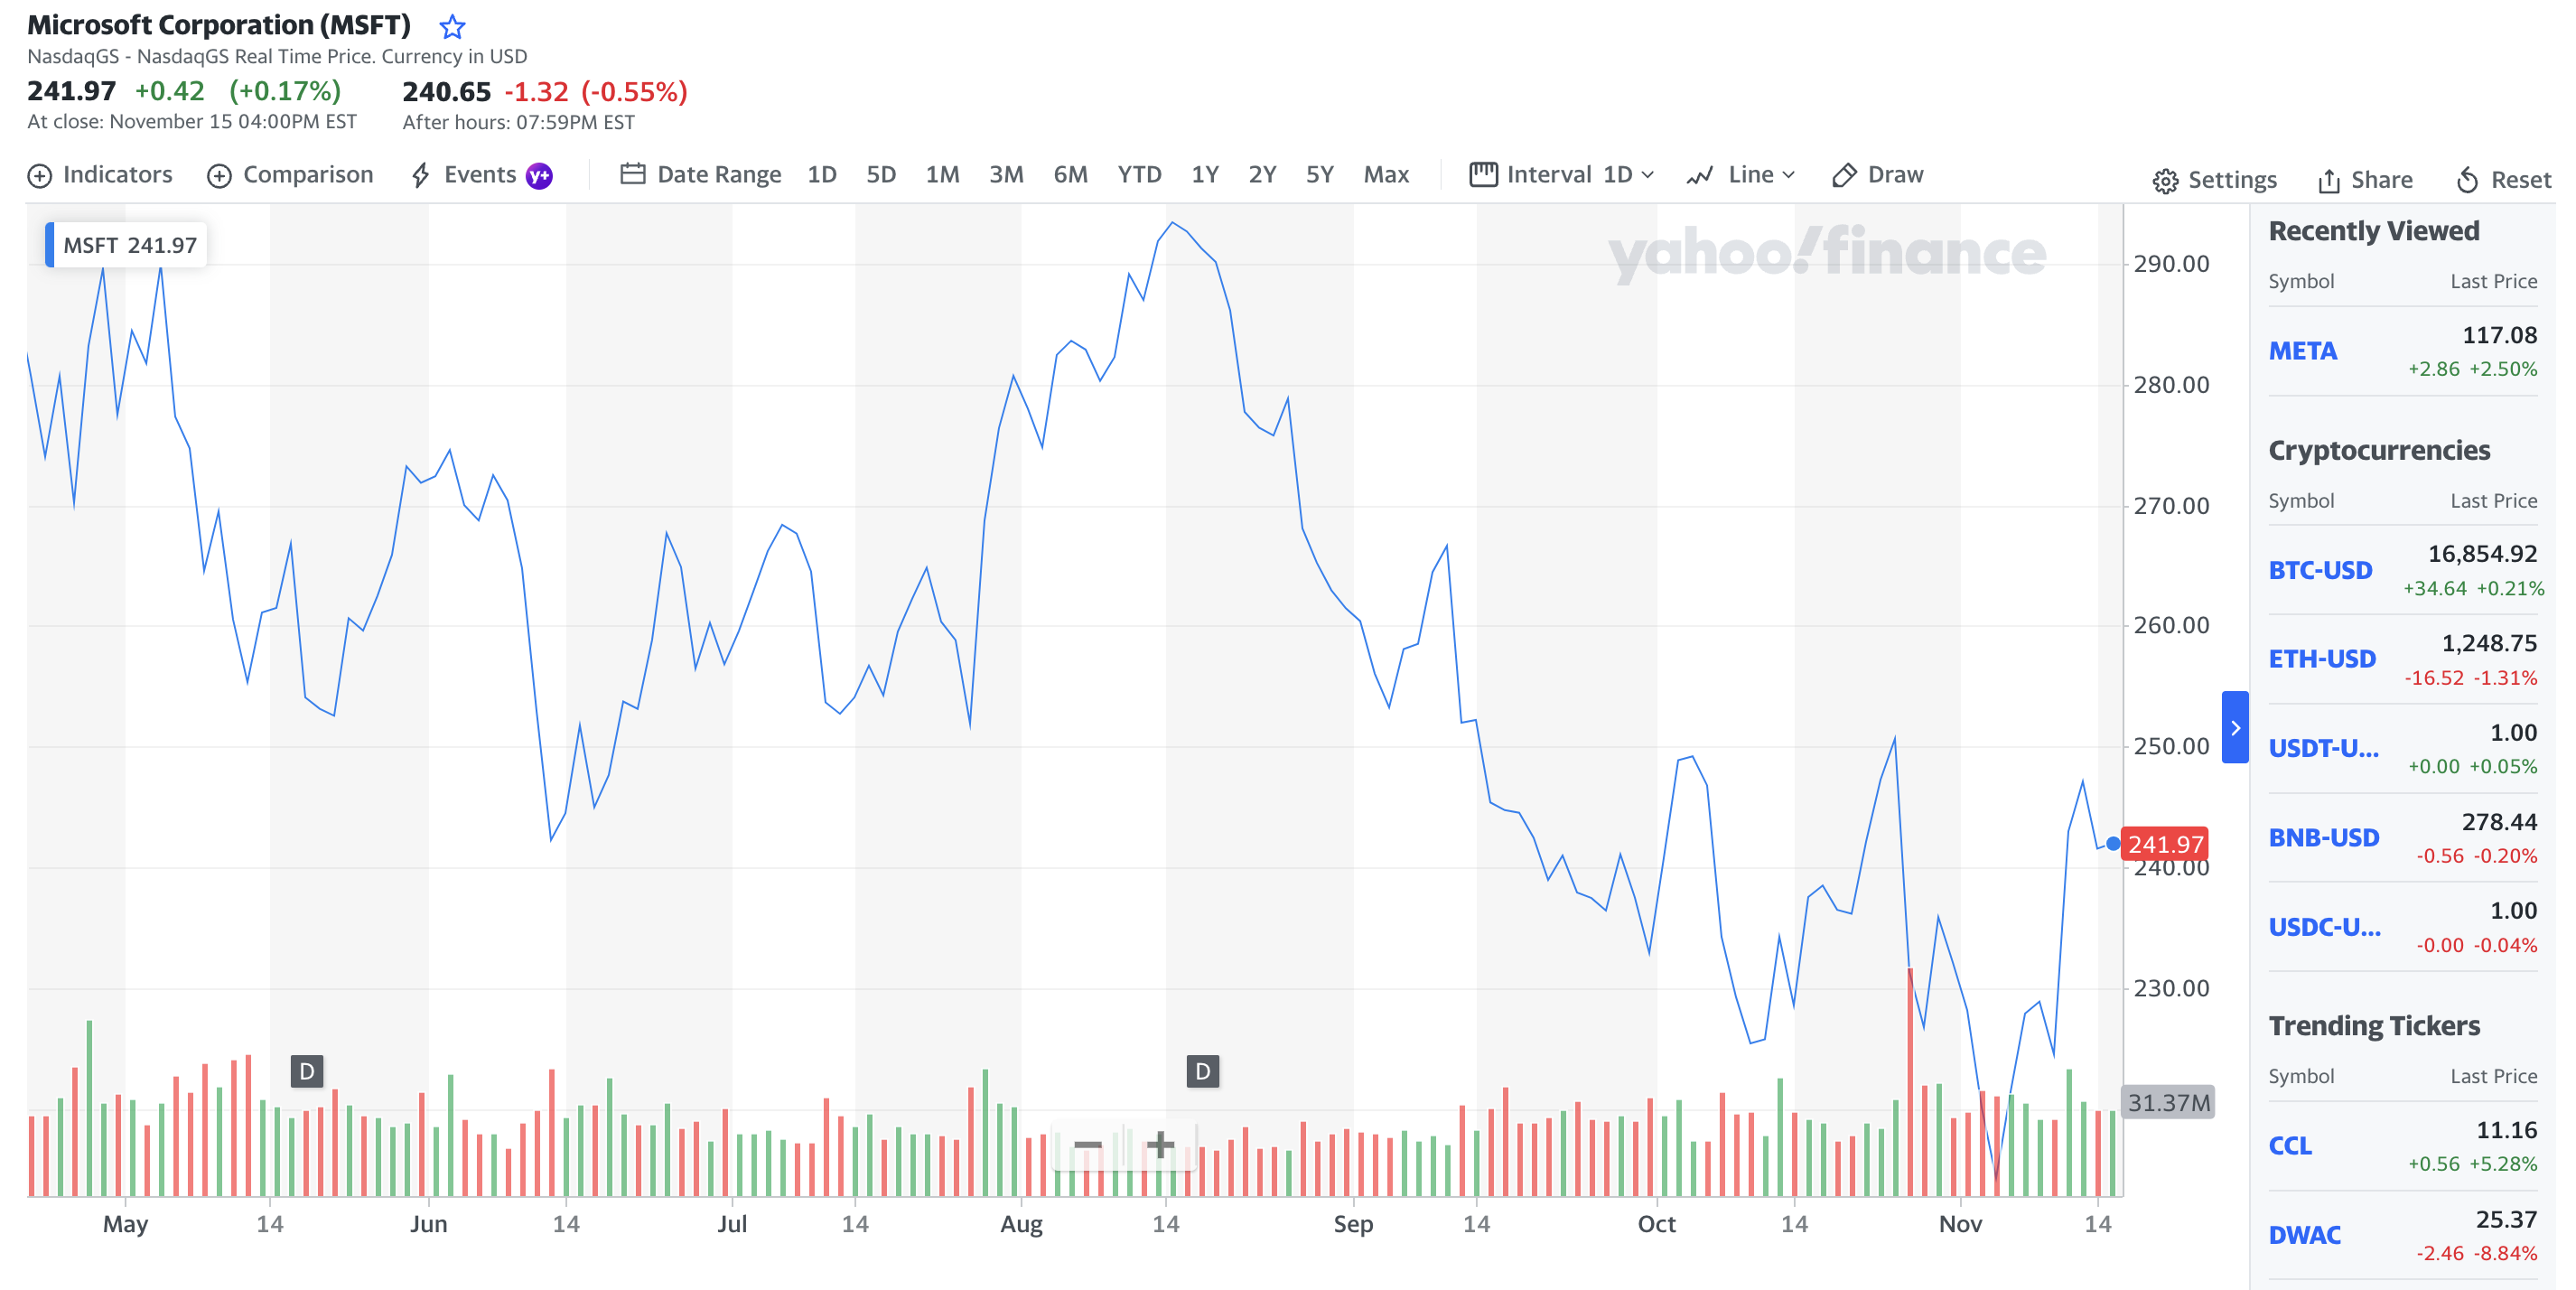 Microsoft Corporation (MSFT)
NasdaqGS - NasdaqGS Real Time Price. Currency in USD
241.97 +0.42 (+0.17%) 240.65 -1.32 (-0.55%)
At close: November 15 04:00PM EST After hours: 07:59PM EST
Indicators Comparison Events y+ Date Range 1D 5D 1M 3M 6M YTD 1Y 2Y 5Y Max Interval 1D Line Draw Settings Share Reset
MSFT 241.97
yahoo!finance
290.00
280.00
270.00
260.00
250.00
241.97
240.00
230.00
D D
31.37M
May 14 Jun 14 Jul 14 Aug 14 Sep 14 Oct 14 Nov 14
Recently Viewed
Symbol Last Price
META 117.08
+2.86 +2.50%
Cryptocurrencies
Symbol Last Price
BTC-USD 16,854.92
+34.64 +0.21%
ETH-USD 1,248.75
-16.52 -1.31%
USDT-U... 1.00
+0.00 +0.05%
BNB-USD 278.44
-0.56 -0.20%
USDC-U... 1.00
-0.00 -0.04%
Trending Tickers
Symbol Last Price
CCL 11.16
+0.56 +5.28%
DWAC 25.37
-2.46 -8.84%